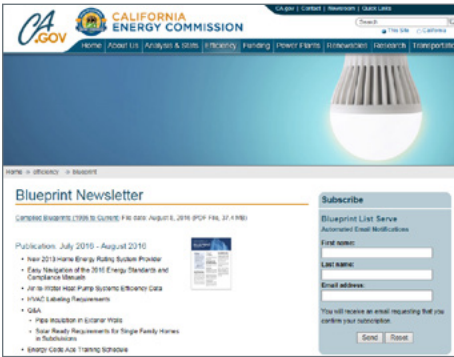 CA.gov | Contact | Newsroom | Quick Links
CA.GOV
CALIFORNIA
ENERGY COMMISSION
Search
This Site California
Home About Us Analysis & Stats Efficiency Funding Power Plants Renewables Research Transportatio
Home > efficiency > blueprint
Blueprint Newsletter
Compiled Blueprints (1996 to Current) File date: August 8, 2016 (PDF File, 37.4 MB)
Publication: July 2016 - August 2016
• New 2013 Home Energy Rating System Provider
• Easy Navigation of the 2016 Energy Standards and
Compliance Manuals
• Air-to-Water Heat Pump Systems Efficiency Data
• HVAC Labeling Requirements
• Q&A
• Pipe Insulation in Exterior Walls
• Solar Ready Requirements for Single Family Homes
in Subdivisions
• Energy Code Ace Training Schedule
Subscribe
Blueprint List Serve
Automated Email Notifications
First name:
Last name:
Email address:
You will receive an email requesting that you
confirm your subscription.
Send Reset